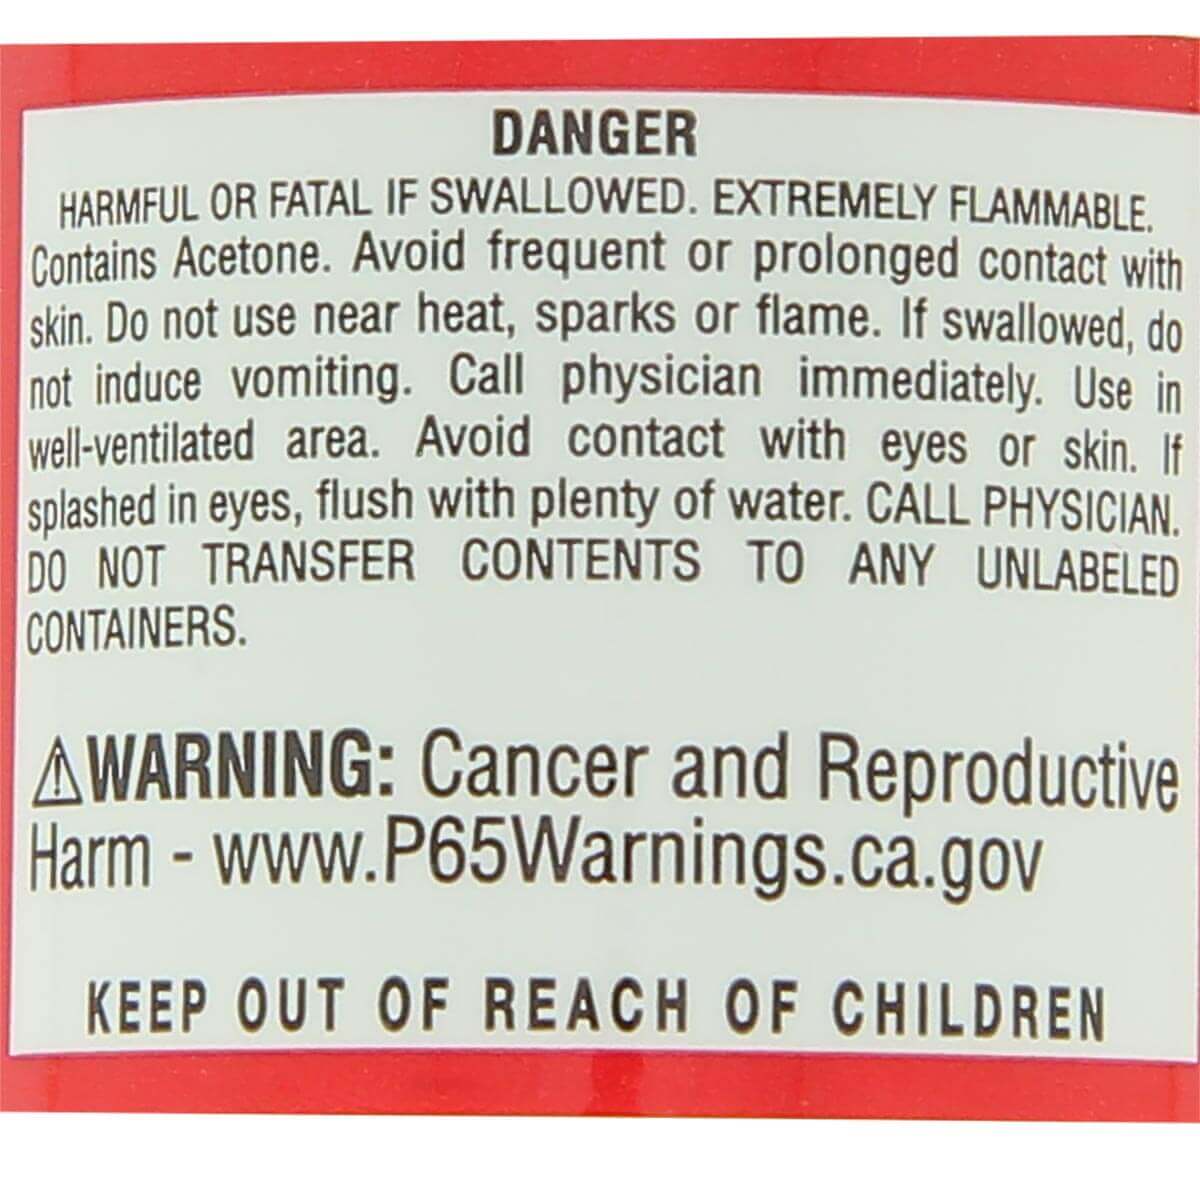 DANGER
HARMFUL OR FATAL IF SWALLOWED. EXTREMELY FLAMMABLE.
Contains Acetone. Avoid frequent or prolonged contact with
skin. Do not use near heat, sparks or flame. If swallowed, do
not induce vomiting. Call physician immediately. Use in
well-ventilated area. Avoid contact with eyes or skin. If
splashed in eyes, flush with plenty of water. CALL PHYSICIAN.
DO NOT TRANSFER CONTENTS TO ANY UNLABELED
CONTAINERS.
⚠WARNING: Cancer and Reproductive
Harm - www.P65Warnings.ca.gov
KEEP OUT OF REACH OF CHILDREN